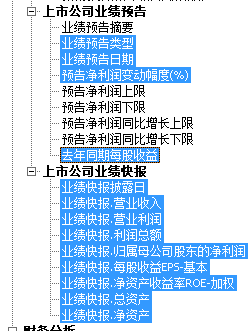 上市公司业绩预告
业绩预告摘要
业绩预告类型
业绩预告日期
预告净利润变动幅度(%)
预告净利润上限
预告净利润下限
预告净利润同比增长上限
预告净利润同比增长下限
去年同期每股收益
上市公司业绩快报
业绩快报披露日
业绩快报.营业收入
业绩快报.营业利润
业绩快报.利润总额
业绩快报.归属母公司股东的净利润
业绩快报.每股收益EPS-基本
业绩快报.净资产收益率ROE-加权
业绩快报.总资产
业绩快报.净资产
财务分析